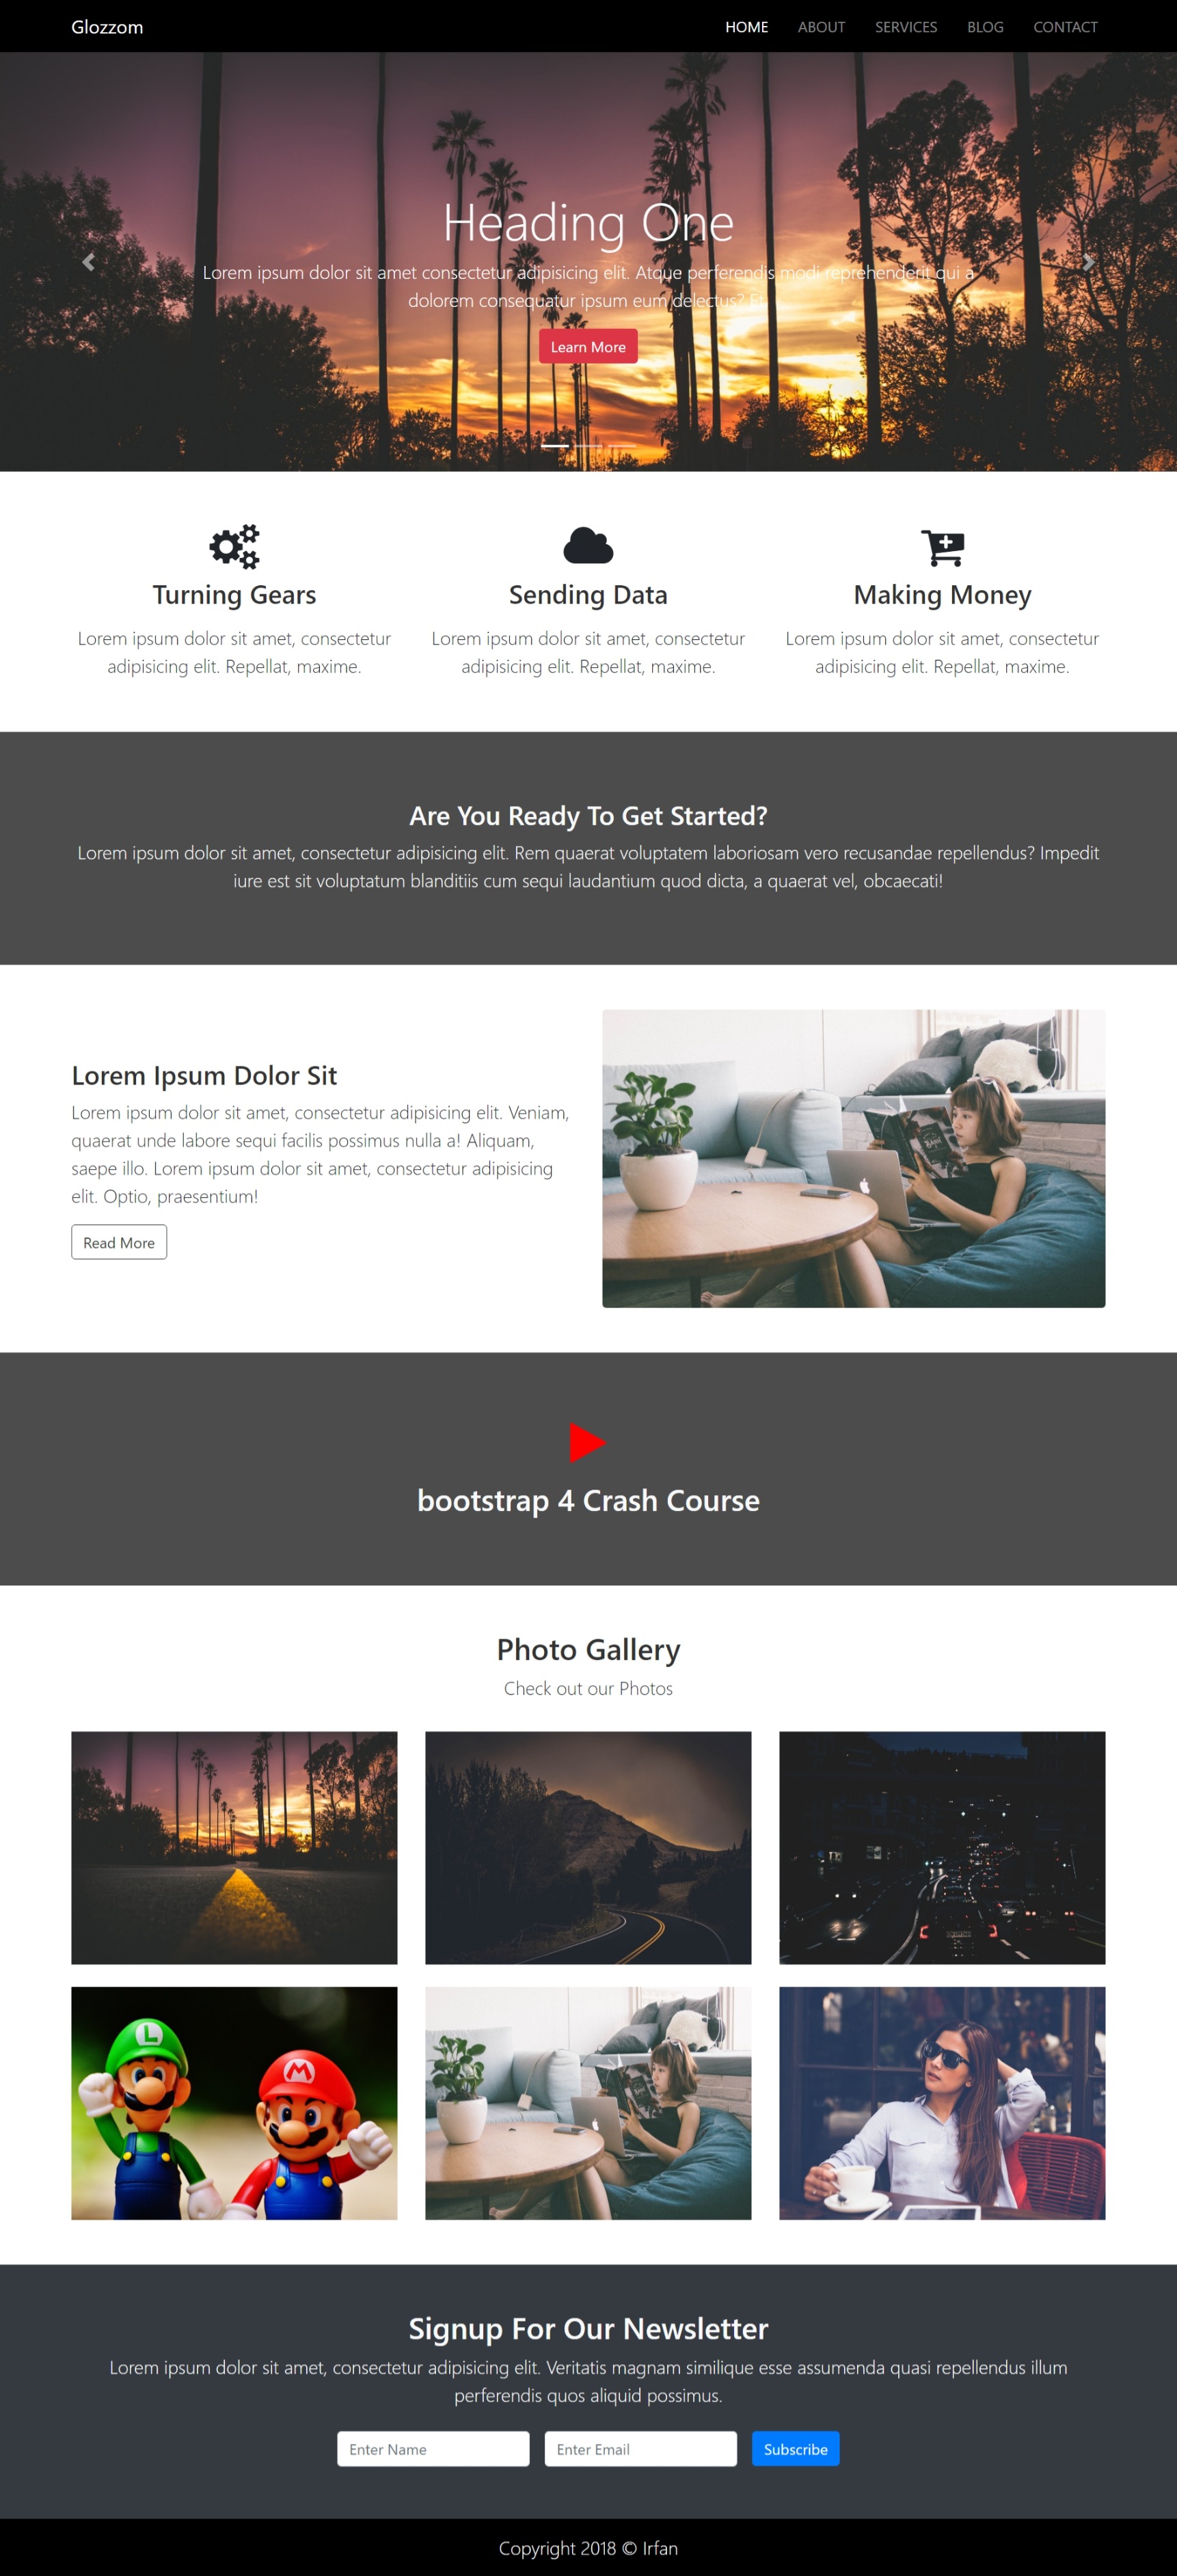 Glozzom
HOME ABOUT SERVICES BLOG CONTACT
Heading One
Lorem ipsum dolor sit amet consectetur adipisicing elit. Atque perferendis modi reprehenderit qui a
dolorem consequatur ipsum eum delectus? Et.
Learn More
Turning Gears
Lorem ipsum dolor sit amet, consectetur
adipisicing elit. Repellat, maxime.
Sending Data
Lorem ipsum dolor sit amet, consectetur
adipisicing elit. Repellat, maxime.
Making Money
Lorem ipsum dolor sit amet, consectetur
adipisicing elit. Repellat, maxime.
Are You Ready To Get Started?
Lorem ipsum dolor sit amet, consectetur adipisicing elit. Rem quaerat voluptatem laboriosam vero recusandae repellendus? Impedit
iure est sit voluptatum blanditiis cum sequi laudantium quod dicta, a quaerat vel, obcaecati!
Lorem Ipsum Dolor Sit
Lorem ipsum dolor sit amet, consectetur adipisicing elit. Veniam,
quaerat unde labore sequi facilis possimus nulla a! Aliquam,
saepe illo. Lorem ipsum dolor sit amet, consectetur adipisicing
elit. Optio, praesentium!
Read More
bootstrap 4 Crash Course
Photo Gallery
Check out our Photos
L
M
Signup For Our Newsletter
Lorem ipsum dolor sit amet, consectetur adipisicing elit. Veritatis magnam similique esse assumenda quasi repellendus illum
perferendis quos aliquid possimus.
Enter Name
Enter Email
Subscribe
Copyright 2018 © Irfan